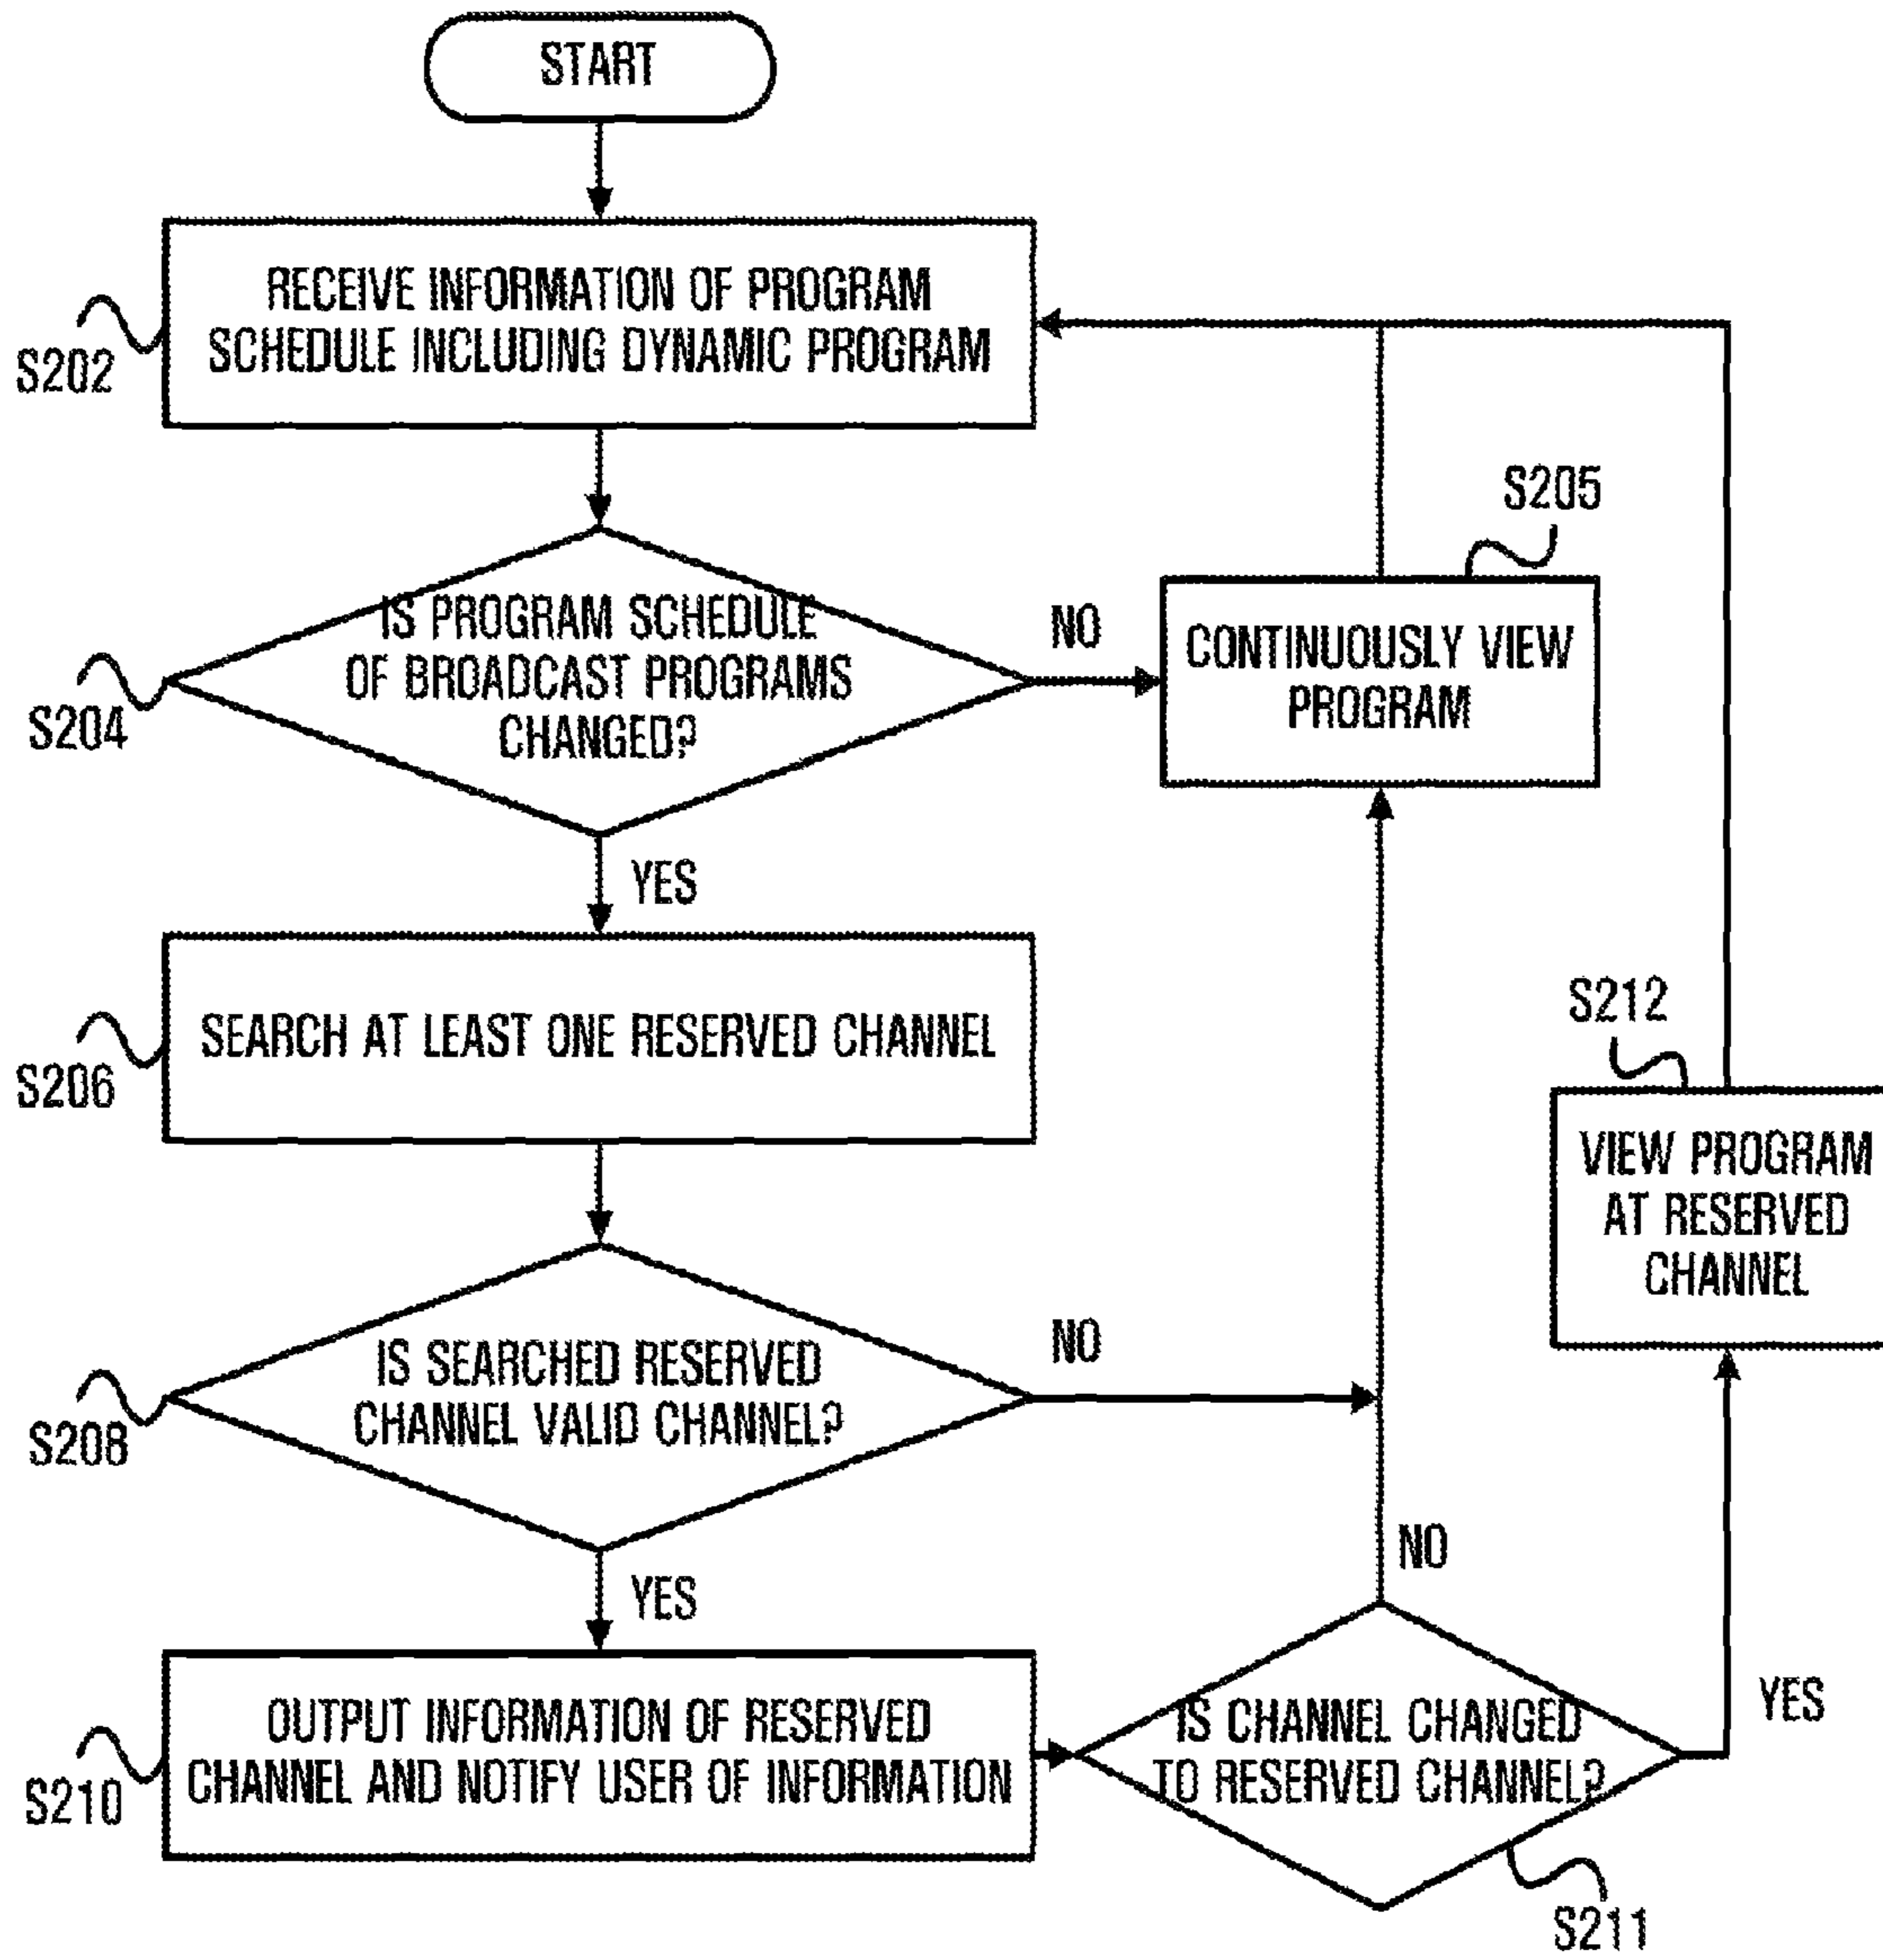 START
RECEIVE INFORMATION OF PROGRAM
SCHEDULE INCLUDING DYNAMIC PROGRAM
S202
S205
IS PROGRAM SCHEDULE
OF BROADCAST PROGRAMS
CHANGED?
S204
NO
CONTINUOUSLY VIEW
PROGRAM
YES
SEARCH AT LEAST ONE RESERVED CHANNEL
S206
S212
VIEW PROGRAM
AT RESERVED
CHANNEL
IS SEARCHED RESERVED
CHANNEL VALID CHANNEL?
S208
NO
NO
YES
YES
OUTPUT INFORMATION OF RESERVED
CHANNEL AND NOTIFY USER OF INFORMATION
S210
IS CHANNEL CHANGED
TO RESERVED CHANNEL?
S211